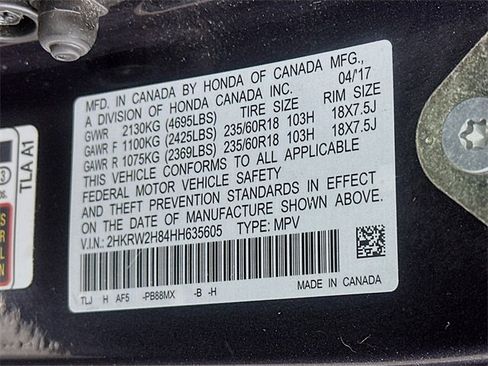 MFD. IN CANADA BY HONDA OF CANADA MFG.,
A DIVISION OF HONDA CANADA INC. 04/17
GVWR 2130KG (4695LBS) TIRE SIZE RIM SIZE
GAWR F 1100KG (2425LBS) 235/60R18 103H 18X7.5J
GAWR R 1075KG (2369LBS) 235/60R18 103H 18X7.5J
THIS VEHICLE CONFORMS TO ALL APPLICABLE
FEDERAL MOTOR VEHICLE SAFETY
AND THEFT PREVENTION STANDARDS IN EFFECT
ON THE DATE OF MANUFACTURE SHOWN ABOVE.
V.I.N.: 2HKRW2H84HH635605 TYPE: MPV
TLJ H AF5 -PB88MX -B -H
MADE IN CANADA
TLA A1